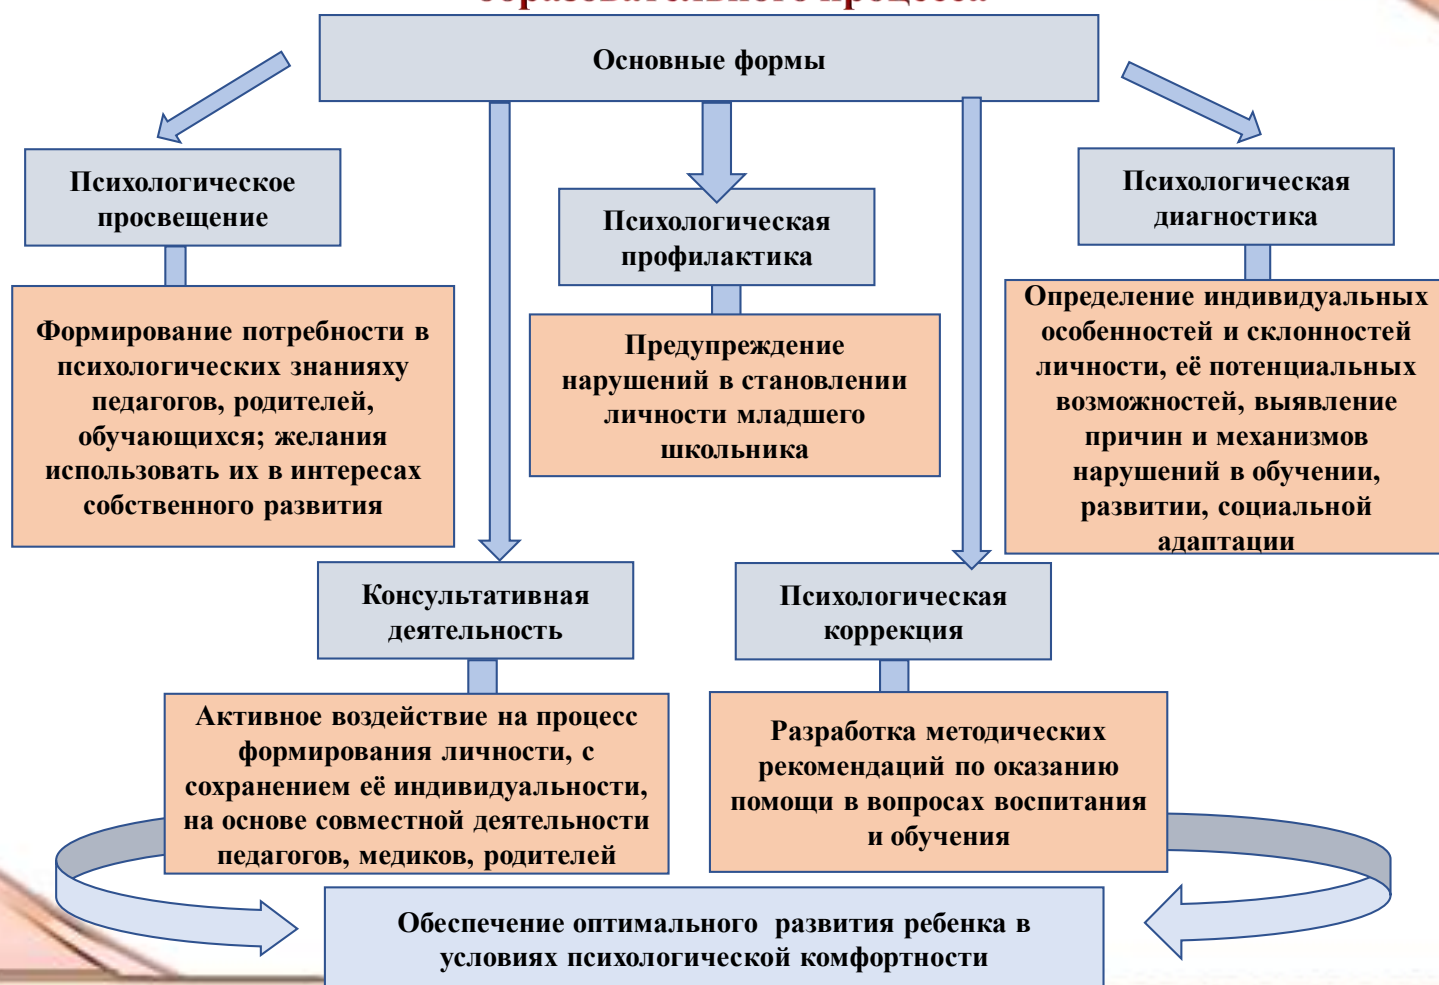 образовательного процесса
Основные формы
Психологическое
просвещение
Формирование потребности в
психологических знанияху
педагогов, родителей,
обучающихся; желания
использовать их в интересах
собственного развития
Психологическая
профилактика
Предупреждение
нарушений в становлении
личности младшего
школьника
Психологическая
диагностика
Определение индивидуальных
особенностей и склонностей
личности, её потенциальных
возможностей, выявление
причин и механизмов
нарушений в обучении,
развитии, социальной
адаптации
Консультативная
деятельность
Активное воздействие на процесс
формирования личности, с
сохранением её индивидуальности,
на основе совместной деятельности
педагогов, медиков, родителей
Психологическая
коррекция
Разработка методических
рекомендаций по оказанию
помощи в вопросах воспитания
и обучения
Обеспечение оптимального развития ребенка в
условиях психологической комфортности